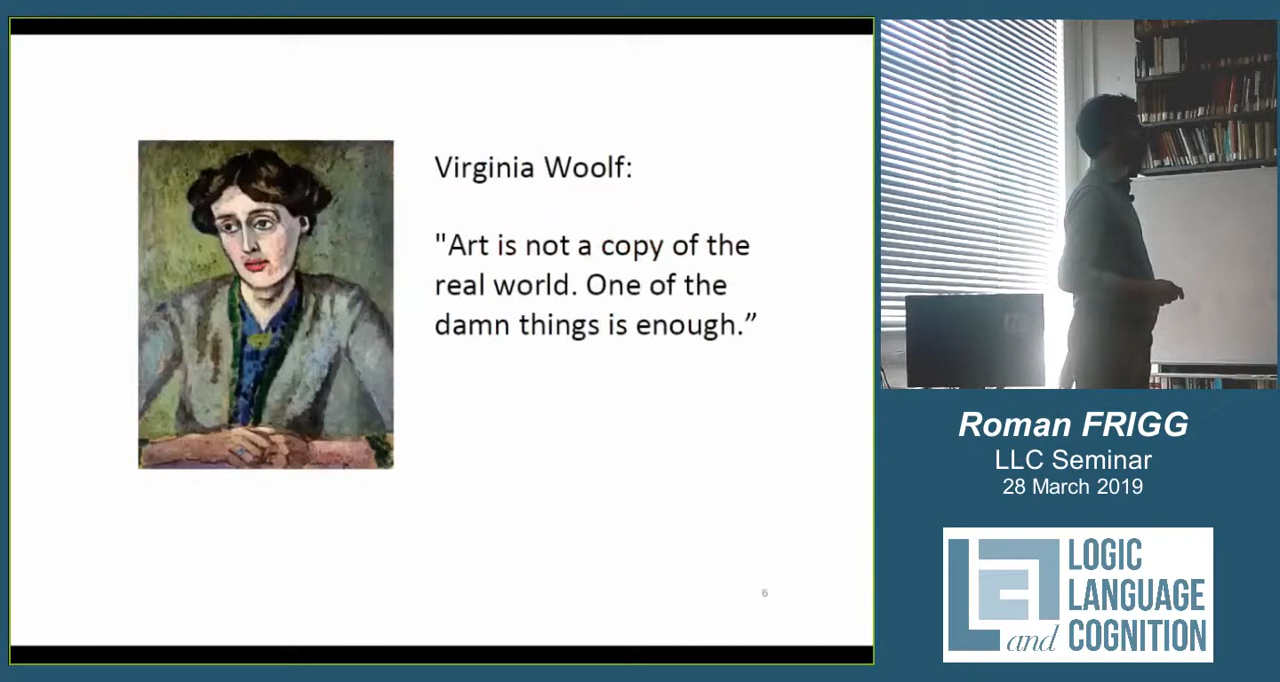 Virginia Woolf:
"Art is not a copy of the
real world. One of the
damn things is enough.”
6
Roman FRIGG
LLC Seminar
28 March 2019
LOGIC
LANGUAGE
and COGNITION